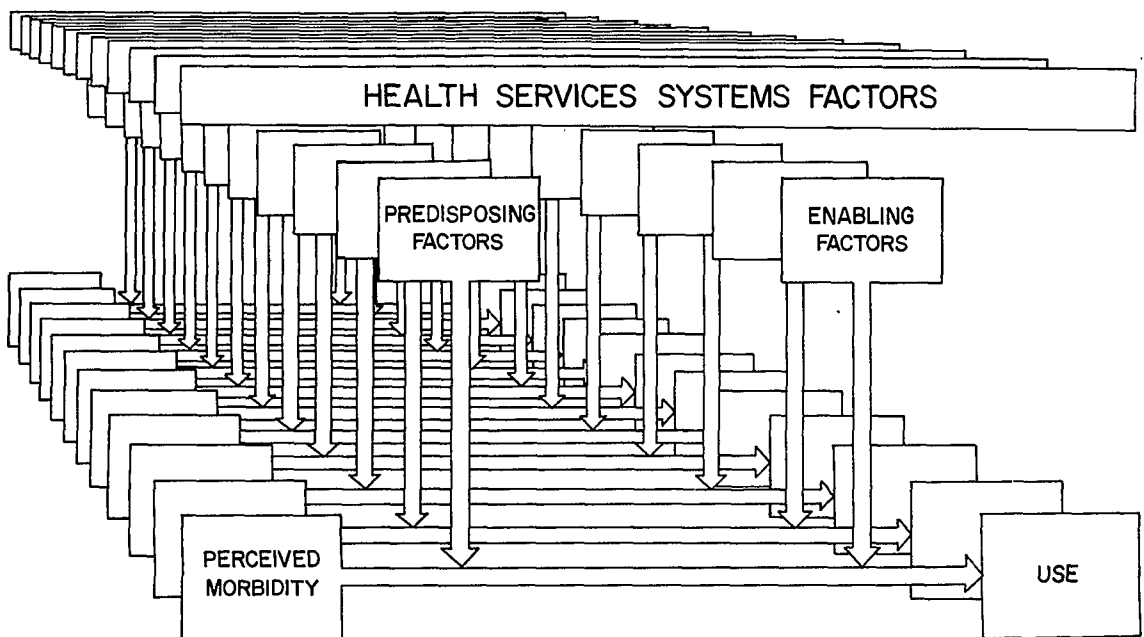 HEALTH SERVICES SYSTEMS FACTORS
PREDISPOSING
FACTORS
ENABLING
FACTORS
PERCEIVED
MORBIDITY
USE